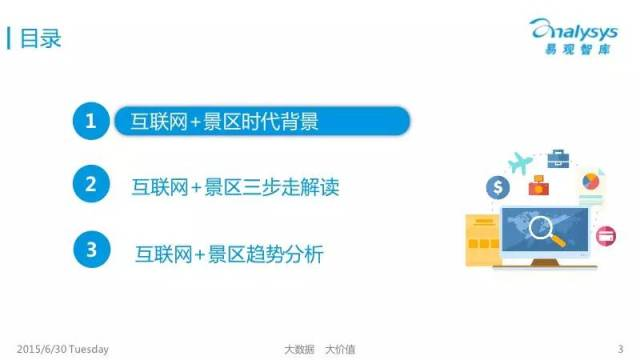 目录
analysys
易观智库
1 互联网+景区时代背景
2 互联网+景区三步走解读
3 互联网+景区趋势分析
$
2015/6/30 Tuesday 大数据 大价值 3